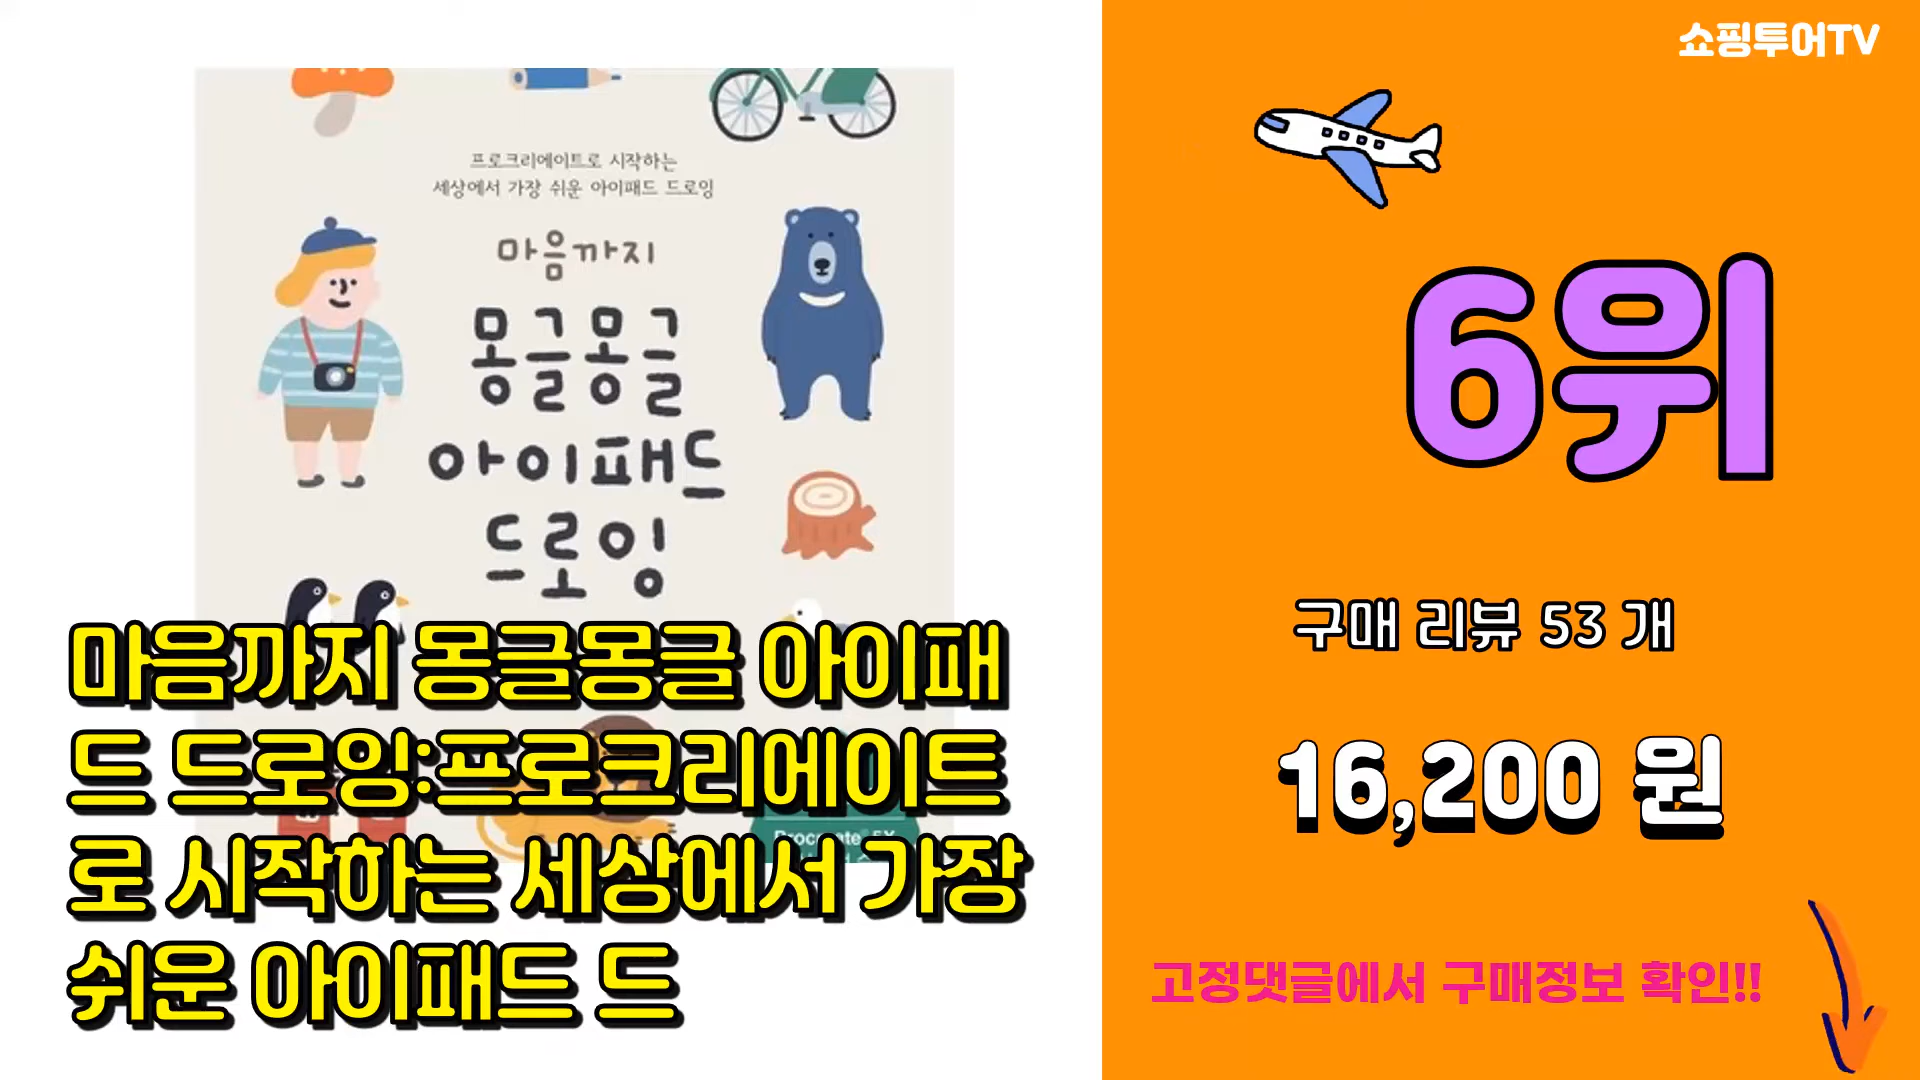 쇼핑투어TV
프로크리에이트로 시작하는
세상에서 가장 쉬운 아이패드 드로잉
마음까지
몽글몽글
아이패드
드로잉
6위
구매 리뷰 53 개
16,200 원
마음까지 몽글몽글 아이패
드 드로잉:프로크리에이트
로 시작하는 세상에서 가장
쉬운 아이패드 드
고정댓글에서 구매정보 확인!!